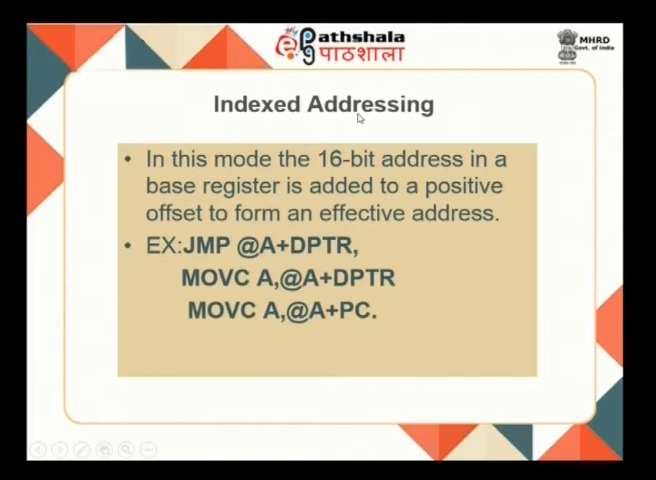 ePG Pathshala
पाठशाला
MHRD
Govt. of India
Indexed Addressing
• In this mode the 16-bit address in a
base register is added to a positive
offset to form an effective address.
• EX:JMP @A+DPTR,
MOVC A,@A+DPTR
MOVC A,@A+PC.